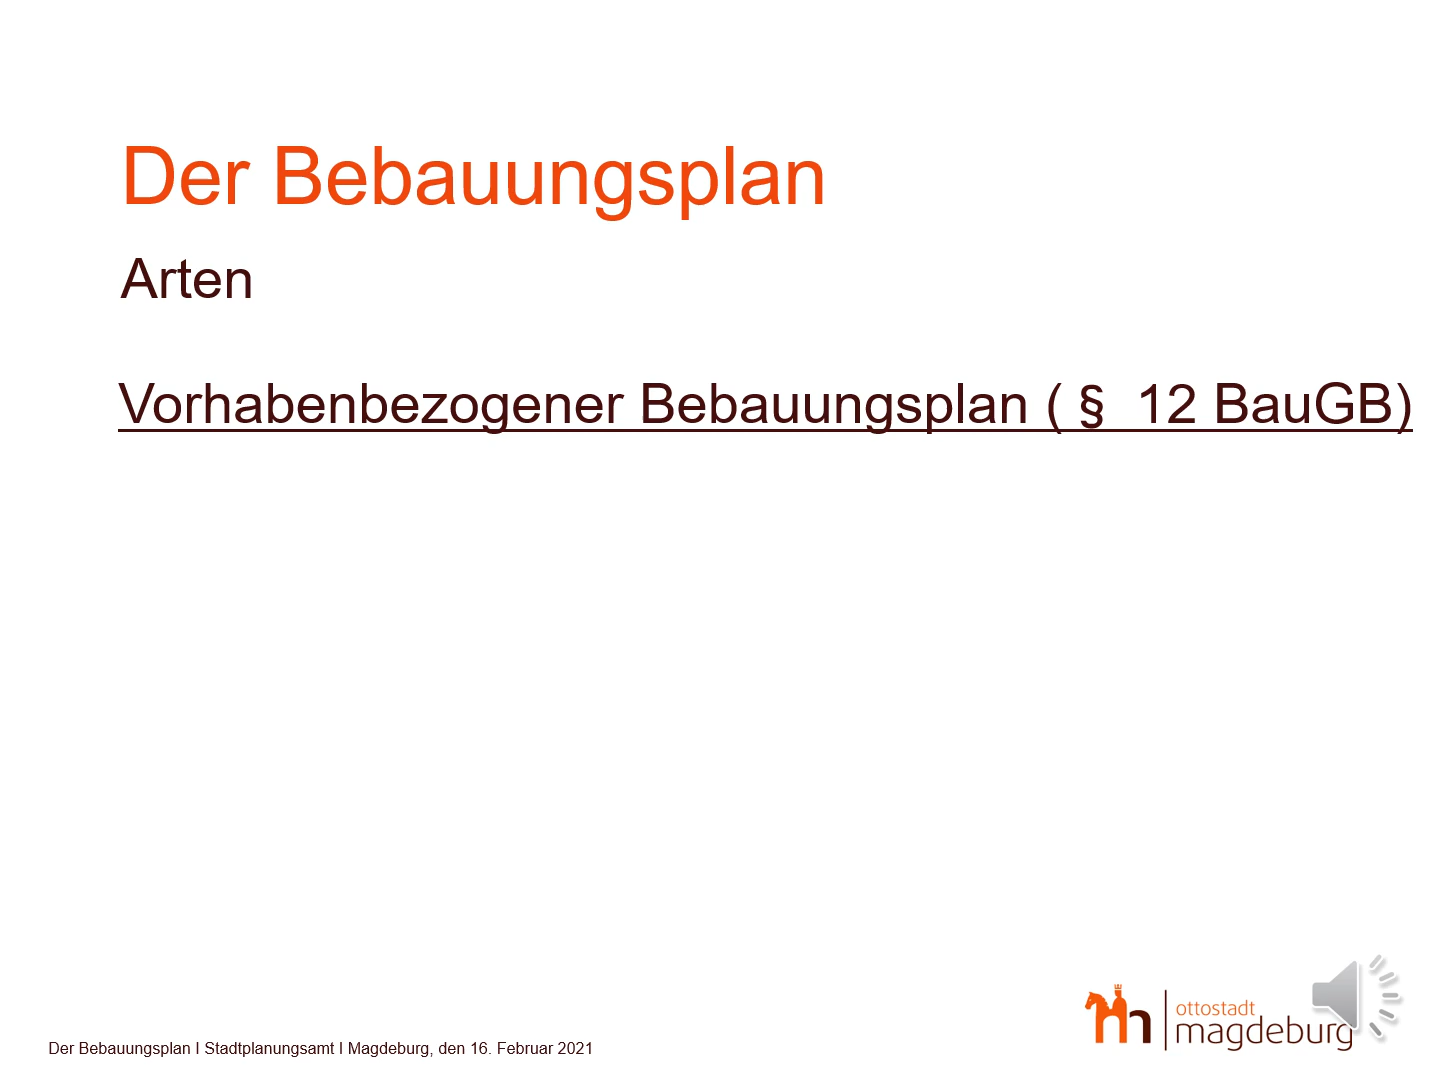 Der Bebauungsplan
Arten
Vorhabenbezogener Bebauungsplan ( §  12 BauGB)
ottostadt
magdeburg
Der Bebauungsplan I Stadtplanungsamt I Magdeburg, den 16. Februar 2021